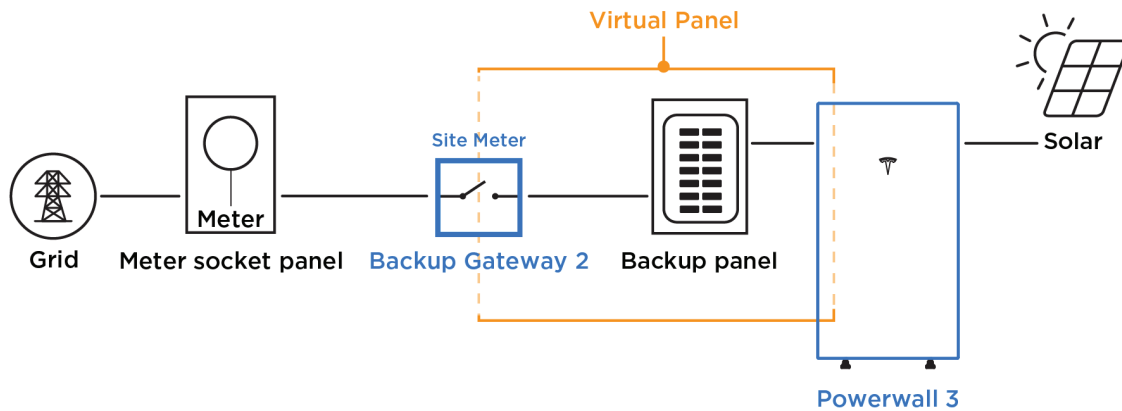 Virtual Panel
Site Meter
Solar
Meter
Grid
Meter socket panel
Backup Gateway 2
Backup panel
Powerwall 3